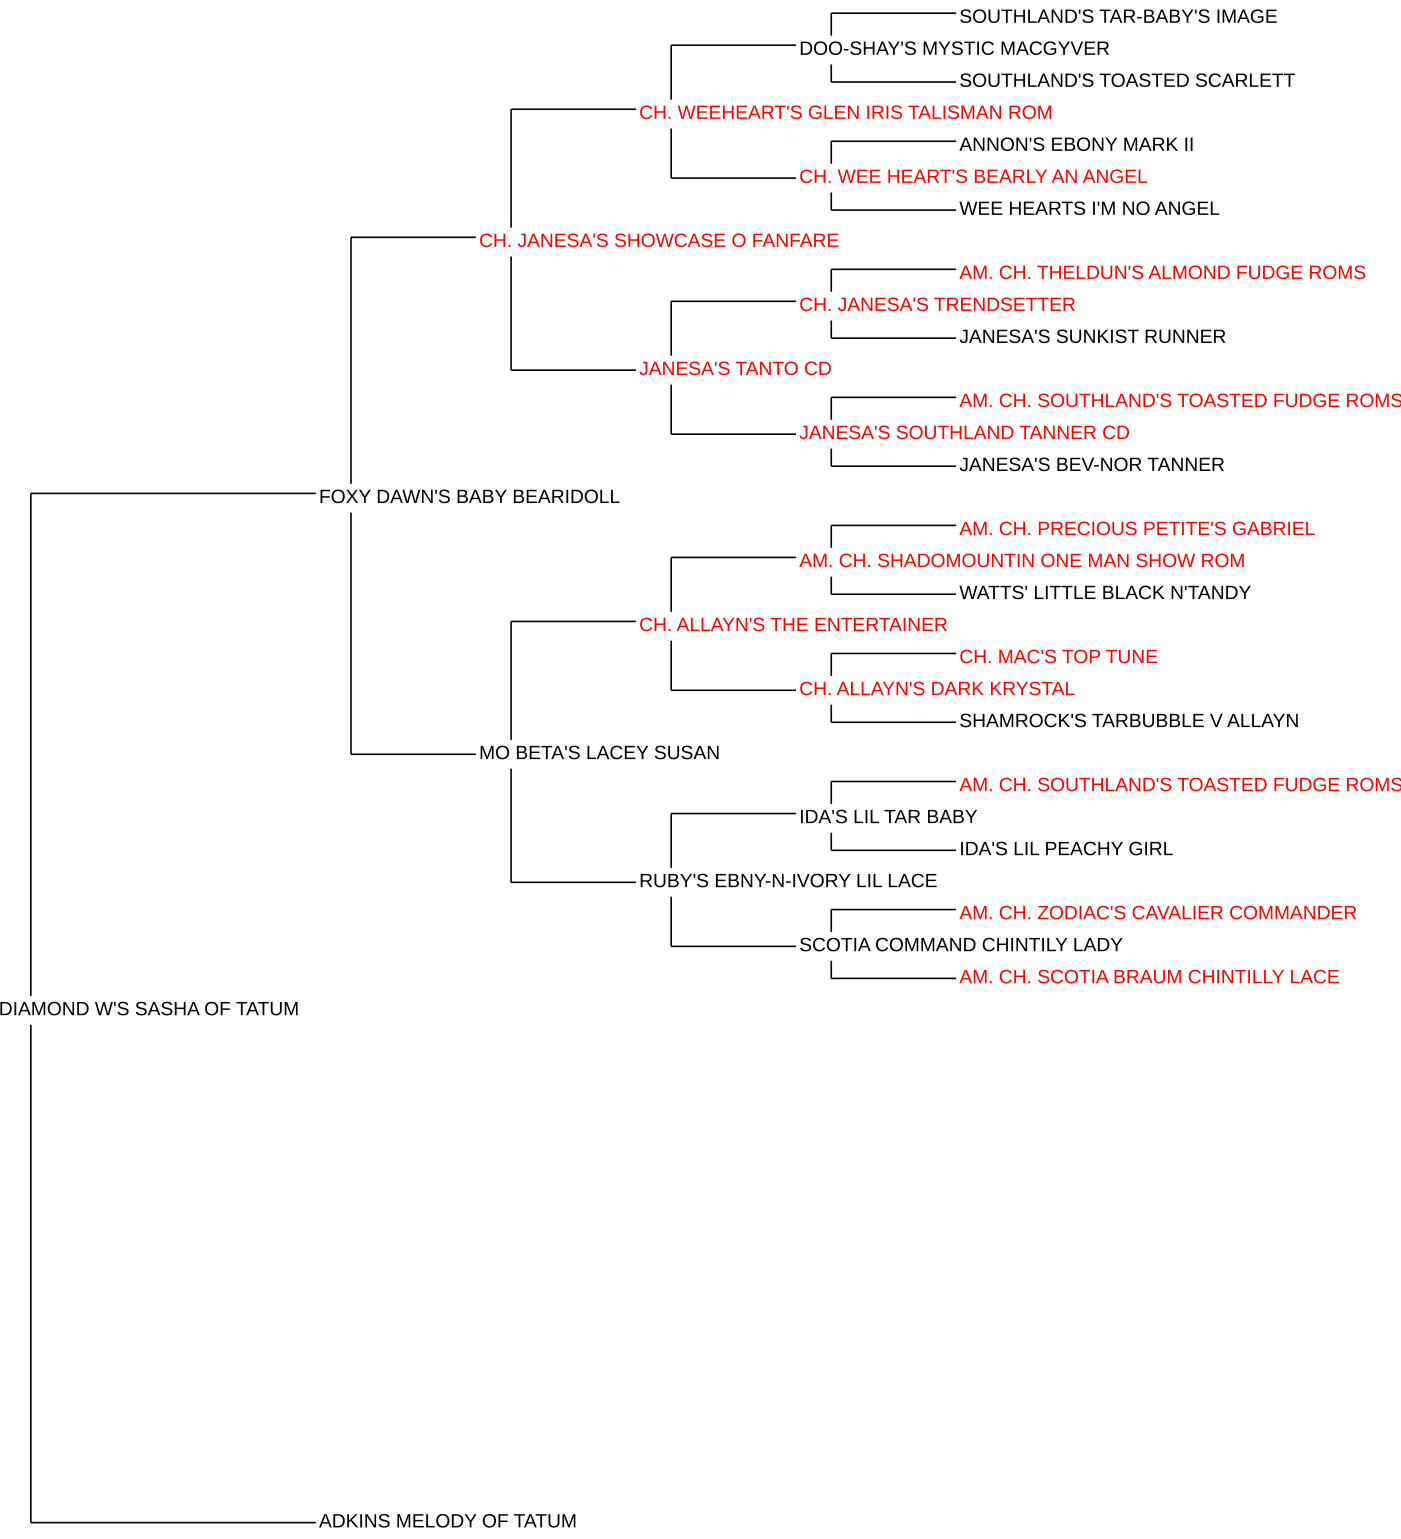 SOUTHLAND'S TAR-BABY'S IMAGE
DOO-SHAY'S MYSTIC MACGYVER
SOUTHLAND'S TOASTED SCARLETT
CH. WEEHEART'S GLEN IRIS TALISMAN ROM
ANNON'S EBONY MARK II
CH. WEE HEART'S BEARLY AN ANGEL
WEE HEARTS I'M NO ANGEL
CH. JANESA'S SHOWCASE O FANFARE
AM. CH. THELDUN'S ALMOND FUDGE ROMS
CH. JANESA'S TRENDSETTER
JANESA'S SUNKIST RUNNER
JANESA'S TANTO CD
AM. CH. SOUTHLAND'S TOASTED FUDGE ROMS
JANESA'S SOUTHLAND TANNER CD
JANESA'S BEV-NOR TANNER
FOXY DAWN'S BABY BEARIDOLL
AM. CH. PRECIOUS PETITE'S GABRIEL
AM. CH. SHADOMOUNTIN ONE MAN SHOW ROM
WATTS' LITTLE BLACK N'TANDY
CH. ALLAYN'S THE ENTERTAINER
CH. MAC'S TOP TUNE
CH. ALLAYN'S DARK KRYSTAL
SHAMROCK'S TARBUBBLE V ALLAYN
MO BETA'S LACEY SUSAN
AM. CH. SOUTHLAND'S TOASTED FUDGE ROMS
IDA'S LIL TAR BABY
IDA'S LIL PEACHY GIRL
RUBY'S EBNY-N-IVORY LIL LACE
AM. CH. ZODIAC'S CAVALIER COMMANDER
SCOTIA COMMAND CHINTILY LADY
AM. CH. SCOTIA BRAUM CHINTILLY LACE
DIAMOND W'S SASHA OF TATUM
ADKINS MELODY OF TATUM